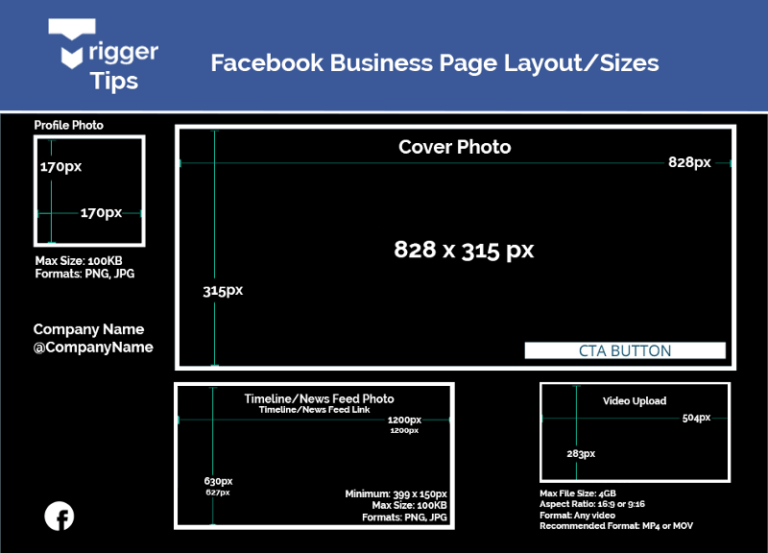 Trigger
Tips
Facebook Business Page Layout/Sizes
Profile Photo
170px
170px
Max Size: 100KB
Formats: PNG, JPG
Company Name
@CompanyName
Cover Photo
828px
828 x 315 px
315px
CTA BUTTON
Timeline/News Feed Photo
Timeline/News Feed Link
1200px
1200px
630px
627px
Minimum: 399 x 150px
Max Size: 100KB
Formats: PNG, JPG
Video Upload
504px
283px
Max File Size: 4GB
Aspect Ratio: 16:9 or 9:16
Format: Any video
Recommended Format: MP4 or MOV
f